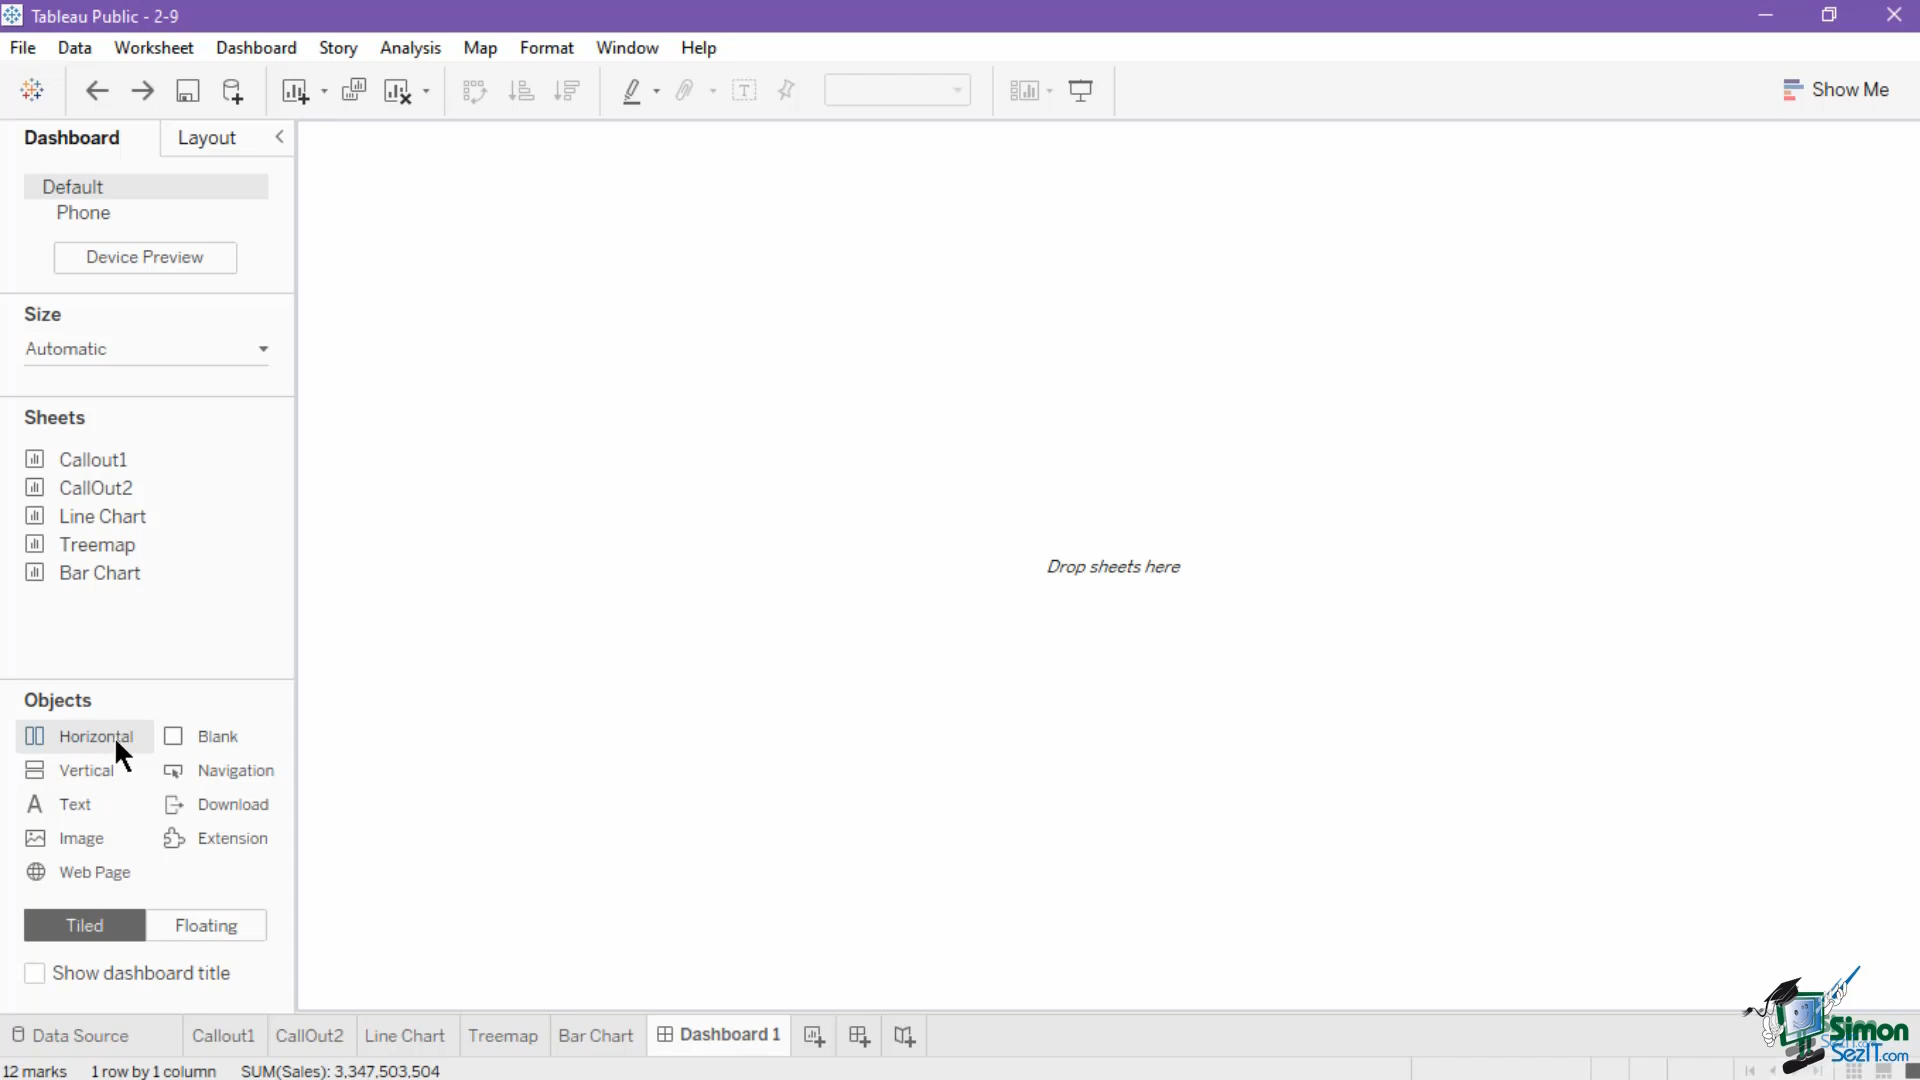 Tableau Public - 2-9
File Data Worksheet Dashboard Story Analysis Map Format Window Help
Show Me
Dashboard Layout
Default
Phone
Device Preview
Size
Automatic
Sheets
Callout1
CallOut2
Line Chart
Treemap
Bar Chart
Drop sheets here
Objects
Horizontal Blank
Vertical Navigation
Text Download
Image Extension
Web Page
Tiled Floating
Show dashboard title
Data Source Callout1 CallOut2 Line Chart Treemap Bar Chart Dashboard 1
12 marks 1 row by 1 column SUM(Sales): 3,347,503,504
Simon
SezIT.com